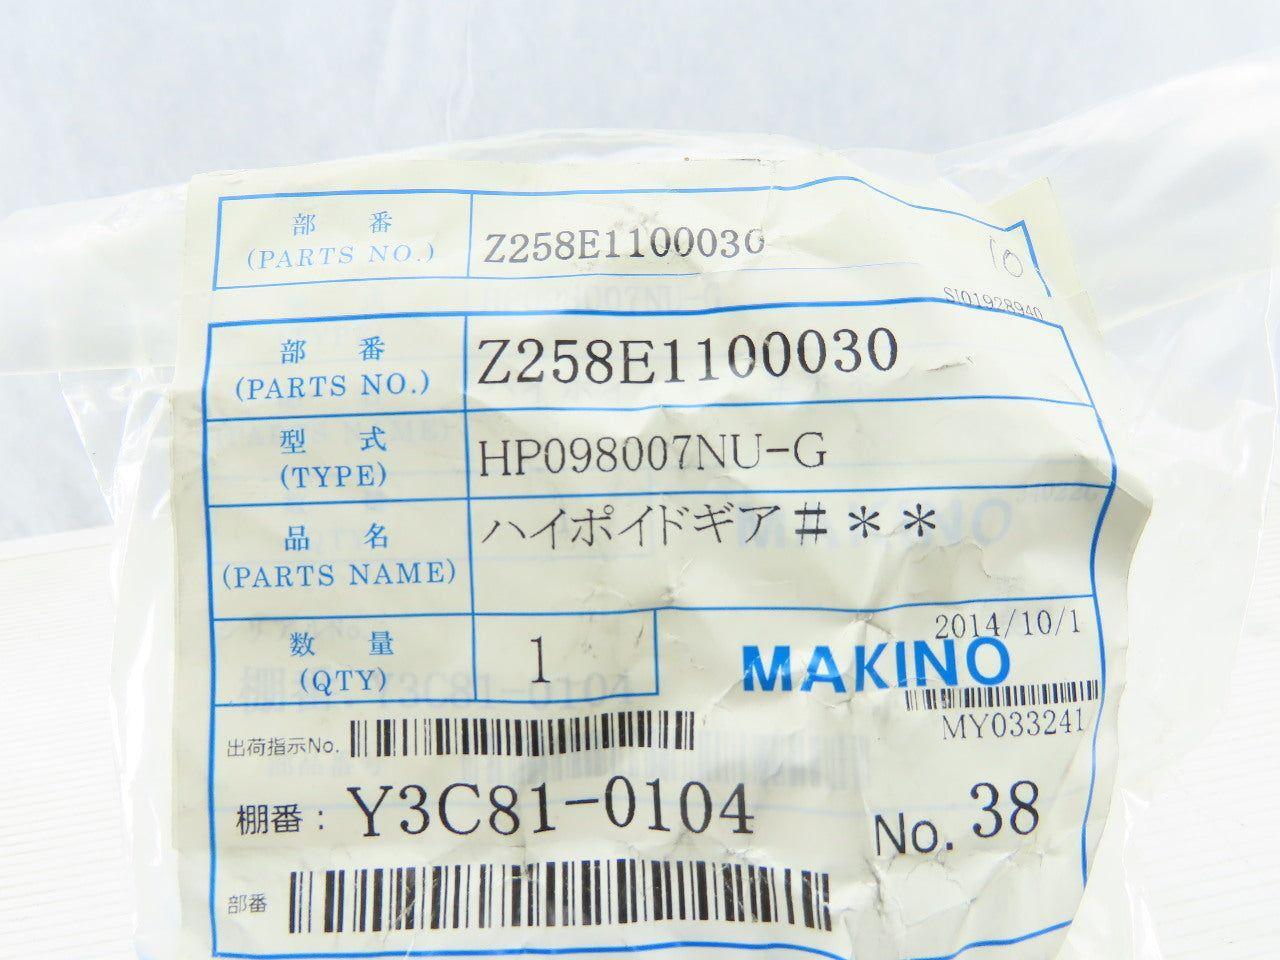 部 番
(PARTS NO.)
Z258E1100030
10
SI01928940
部 番
(PARTS NO.)
Z258E1100030
型 式
(TYPE)
HP098007NU-G
品 名
(PARTS NAME)
ハイポイドギア＃＊＊
数 量
(QTY)
1
2014/10/1
MAKINO
MY033241
出荷指示No.
棚番： Y3C81-0104
No. 38
部番